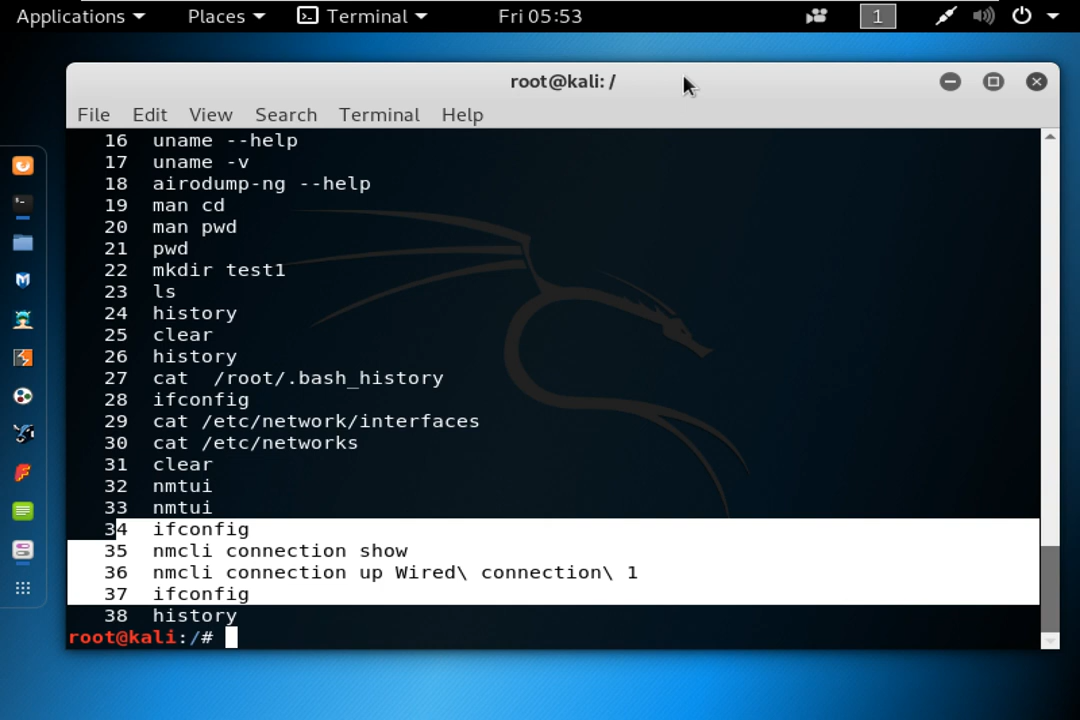 Applications Places Terminal Fri 05:53 1
root@kali: /
File Edit View Search Terminal Help
16 uname --help
17 uname -v
18 airodump-ng --help
19 man cd
20 man pwd
21 pwd
22 mkdir test1
23 ls
24 history
25 clear
26 history
27 cat  /root/.bash_history
28 ifconfig
29 cat /etc/network/interfaces
30 cat /etc/networks
31 clear
32 nmtui
33 nmtui
34 ifconfig
35 nmcli connection show
36 nmcli connection up Wired\ connection\ 1
37 ifconfig
38 history
root@kali:/#